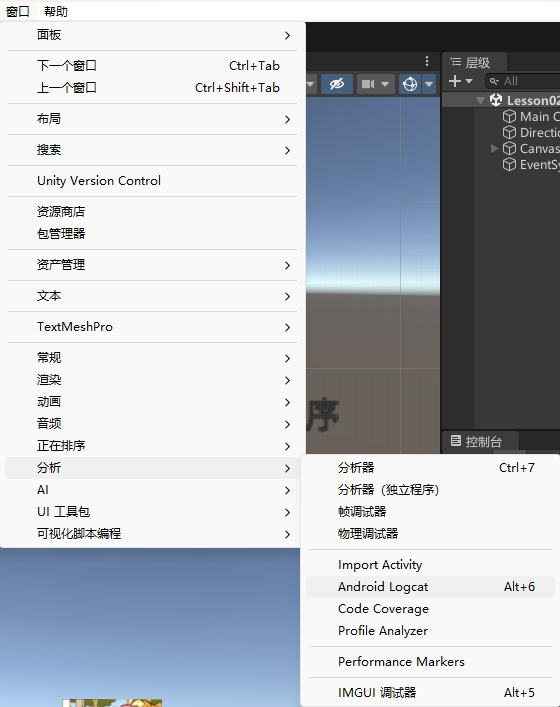 窗口 帮助
面板
下一个窗口 Ctrl+Tab
上一个窗口 Ctrl+Shift+Tab
布局
搜索
Unity Version Control
资源商店
包管理器
资产管理
文本
TextMeshPro
常规
渲染
动画
音频
正在排序
分析
AI
UI 工具包
可视化脚本编程
层级
All
Lesson02
Main C
Directio
Canvas
EventSy
序
控制台
分析器 Ctrl+7
分析器（独立程序）
帧调试器
物理调试器
Import Activity
Android Logcat Alt+6
Code Coverage
Profile Analyzer
Performance Markers
IMGUI 调试器 Alt+5